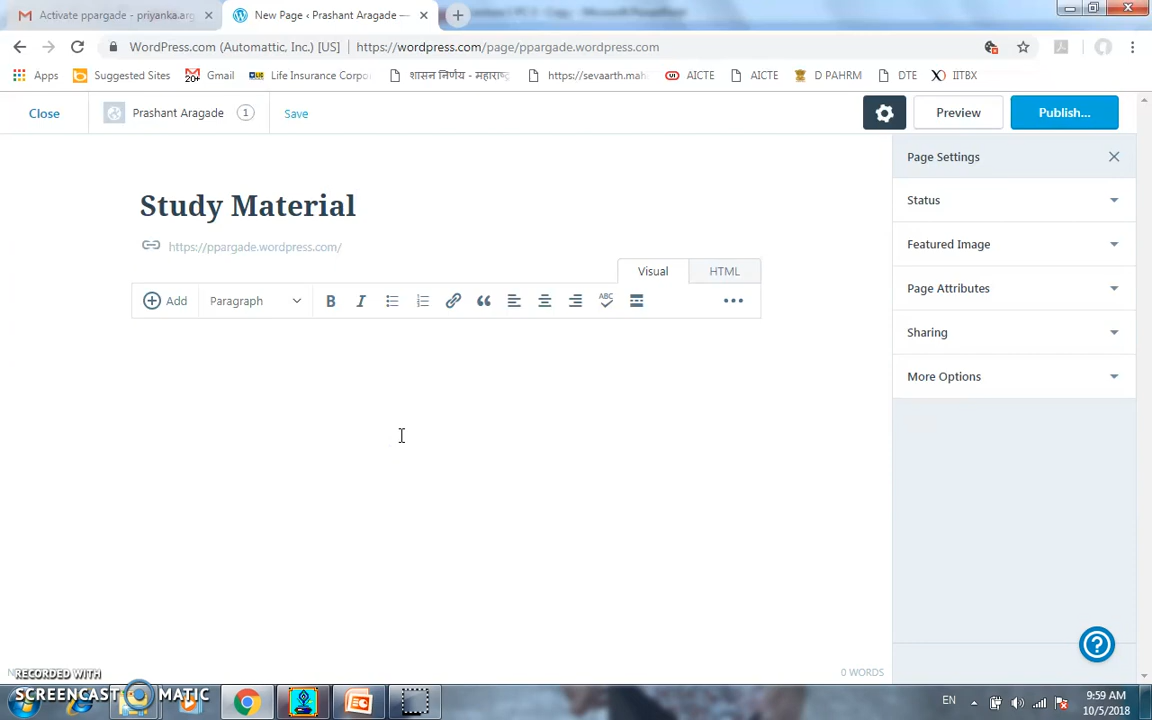 Activate ppargade - priyanka.arg
New Page ‹ Prashant Aragade —
WordPress.com (Automattic, Inc.) [US] https://wordpress.com/page/ppargade.wordpress.com
Apps Suggested Sites Gmail Life Insurance Corpo शासन निर्णय - महाराष्ट्र https://sevaarth.mah AICTE AICTE D PAHRM DTE IITBX
Close Prashant Aragade 1 Save Preview Publish...
Page Settings
Study Material
Status
https://ppargade.wordpress.com/
Featured Image
Visual HTML
Add Paragraph B I ABC
Page Attributes
Sharing
More Options
0 WORDS
RECORDED WITH
SCREENCAST MATIC
EN
9:59 AM
10/5/2018